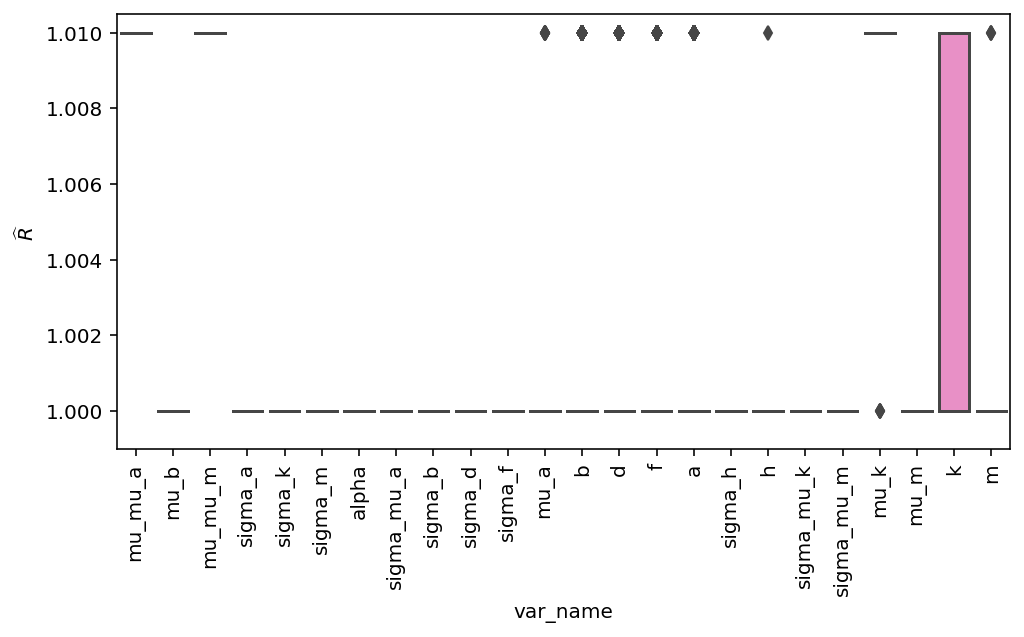 1.010
1.008
1.006
1.004
1.002
1.000
R̂
mu_mu_a
mu_b
mu_mu_m
sigma_a
sigma_k
sigma_m
alpha
sigma_mu_a
sigma_b
sigma_d
sigma_f
mu_a
b
d
f
a
sigma_h
h
sigma_mu_k
sigma_mu_m
mu_k
mu_m
k
m
var_name